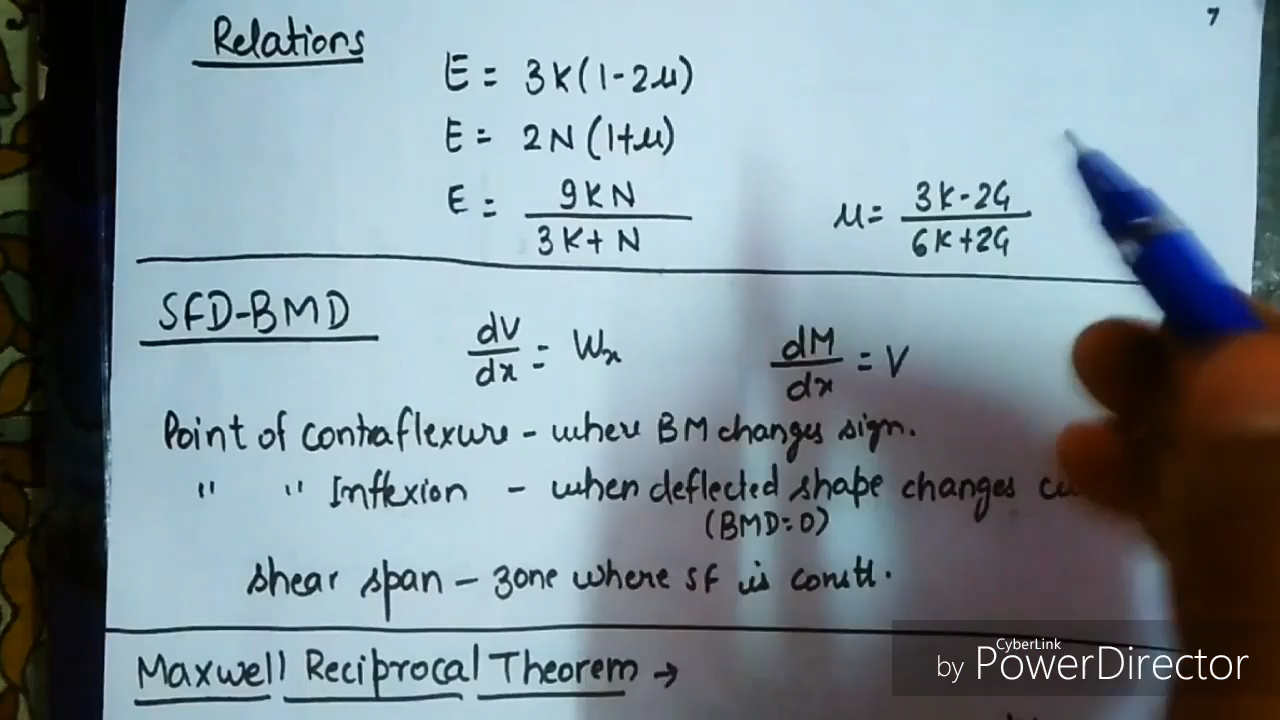 7
Relations
E = 3K(1-2μ)
E = 2N(1+μ)
E = 9KN / 3K+N
μ = 3K-2G / 6K+2G
SFD-BMD
dV/dx = Wx
dM/dx = V
Point of contraflexure - where BM changes sign.
" " Inflexion - when deflected shape changes
(BMD=0)
shear span - zone where SF is constt.
Maxwell Reciprocal Theorem →
CyberLink
by PowerDirector